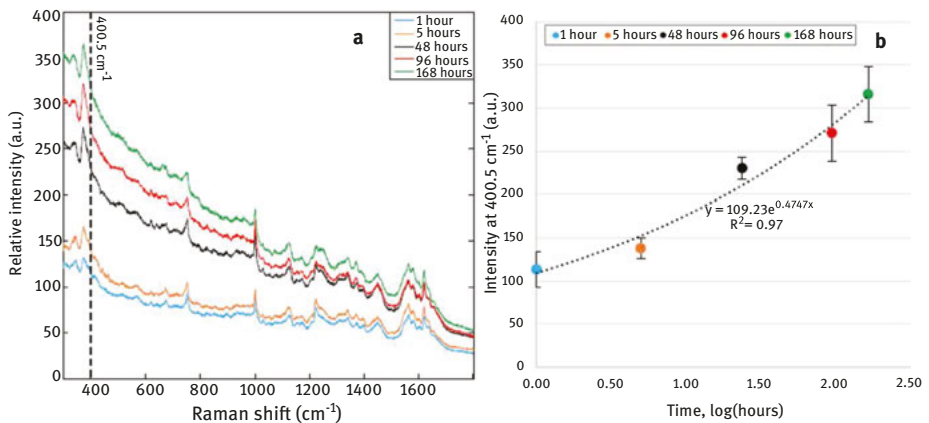 a
1 hour
5 hours
48 hours
96 hours
168 hours
400.5 cm⁻¹
400
350
300
250
200
150
100
50
0
Relative intensity (a.u.)
400 600 800 1000 1200 1400 1600
Raman shift (cm⁻¹)
b
1 hour 5 hours 48 hours 96 hours 168 hours
400
350
300
250
200
150
100
50
0
Intensity at 400.5 cm⁻¹ (a.u.)
y = 109.23e^0.4747x
R²= 0.97
0.00 0.50 1.00 1.50 2.00 2.50
Time, log(hours)